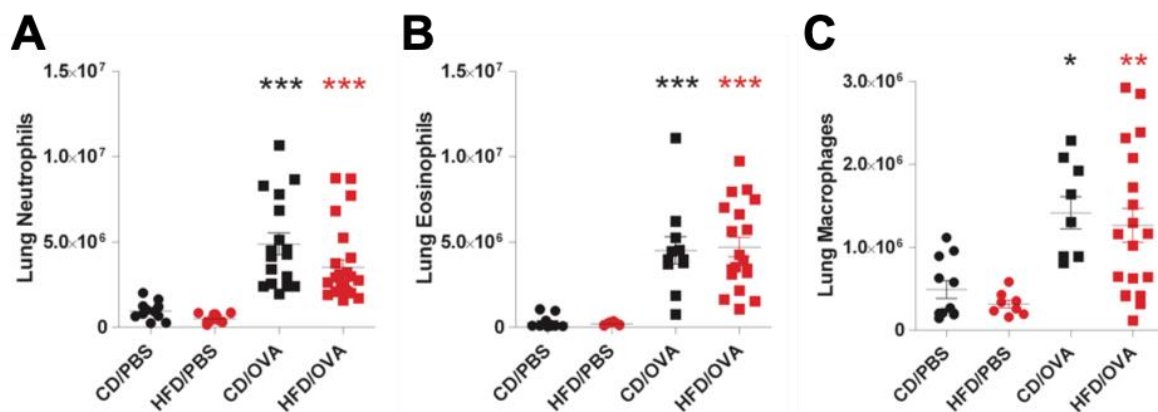 A
Lung Neutrophils
1.5×10⁷
1.0×10⁷
5.0×10⁶
0
***
***
CD/PBS
HFD/PBS
CD/OVA
HFD/OVA
B
Lung Eosinophils
1.5×10⁷
1.0×10⁷
5.0×10⁶
0
***
***
CD/PBS
HFD/PBS
CD/OVA
HFD/OVA
C
Lung Macrophages
3.0×10⁶
2.0×10⁶
1.0×10⁶
0
*
**
CD/PBS
HFD/PBS
CD/OVA
HFD/OVA